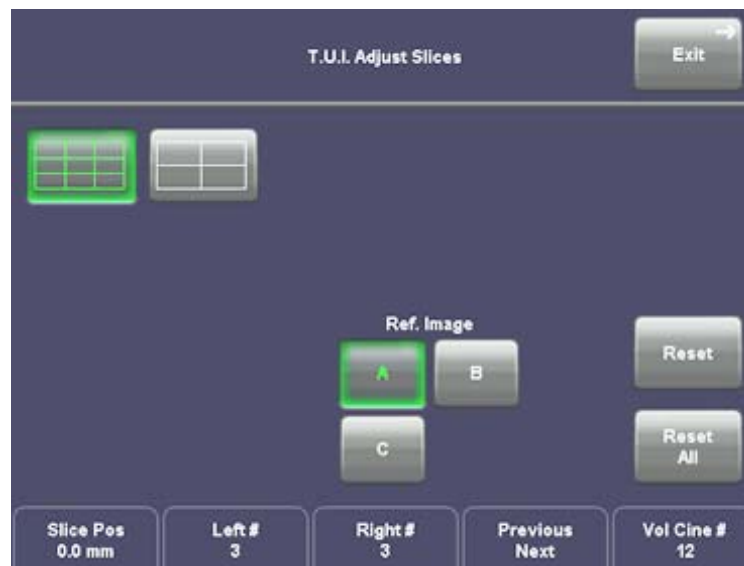 T.U.I. Adjust Slices
Exit
Ref. Image
A
B
C
Reset
Reset
All
Slice Pos
0.0 mm
Left #
3
Right #
3
Previous
Next
Vol Cine #
12